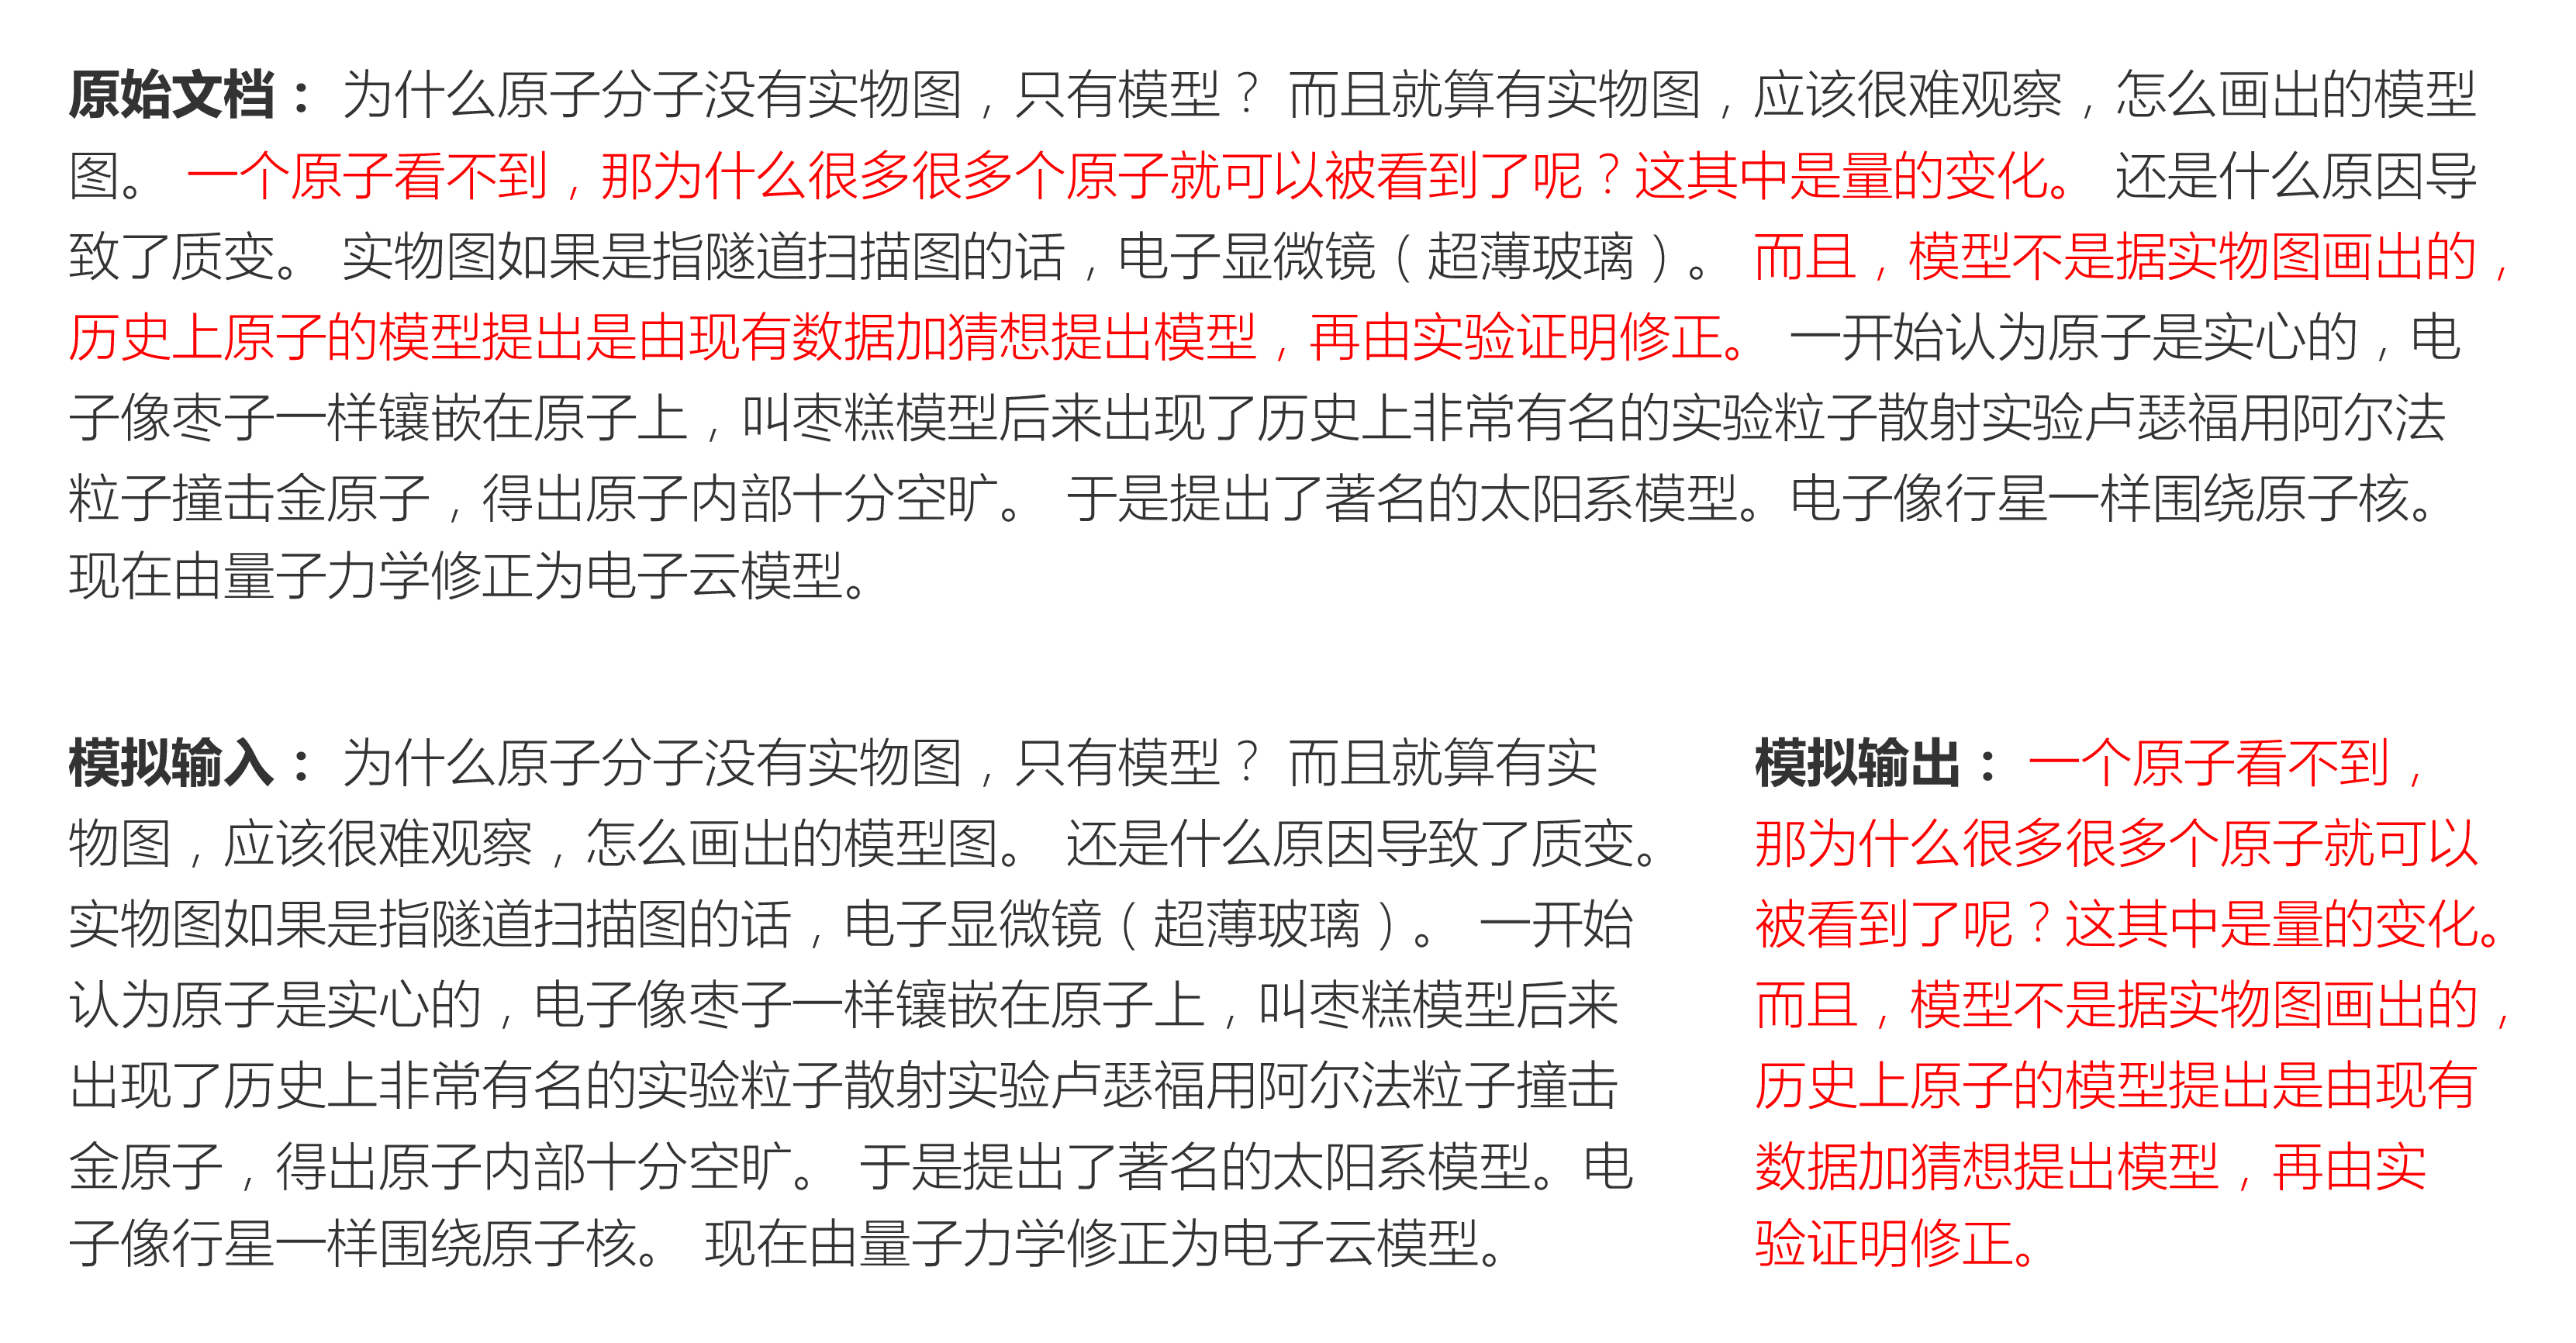 原始文档： 为什么原子分子没有实物图，只有模型？ 而且就算有实物图，应该很难观察，怎么画出的模型
图。 一个原子看不到，那为什么很多很多个原子就可以被看到了呢？这其中是量的变化。 还是什么原因导
致了质变。 实物图如果是指隧道扫描图的话，电子显微镜（超薄玻璃）。 而且，模型不是据实物图画出的，
历史上原子的模型提出是由现有数据加猜想提出模型，再由实验证明修正。 一开始认为原子是实心的，电
子像枣子一样镶嵌在原子上，叫枣糕模型后来出现了历史上非常有名的实验粒子散射实验卢瑟福用阿尔法
粒子撞击金原子，得出原子内部十分空旷。 于是提出了著名的太阳系模型。电子像行星一样围绕原子核。
现在由量子力学修正为电子云模型。
模拟输入： 为什么原子分子没有实物图，只有模型？ 而且就算有实
物图，应该很难观察，怎么画出的模型图。 还是什么原因导致了质变。
实物图如果是指隧道扫描图的话，电子显微镜（超薄玻璃）。 一开始
认为原子是实心的，电子像枣子一样镶嵌在原子上，叫枣糕模型后来
出现了历史上非常有名的实验粒子散射实验卢瑟福用阿尔法粒子撞击
金原子，得出原子内部十分空旷。 于是提出了著名的太阳系模型。电
子像行星一样围绕原子核。 现在由量子力学修正为电子云模型。
模拟输出： 一个原子看不到，
那为什么很多很多个原子就可以
被看到了呢？这其中是量的变化。
而且，模型不是据实物图画出的，
历史上原子的模型提出是由现有
数据加猜想提出模型，再由实
验证明修正。